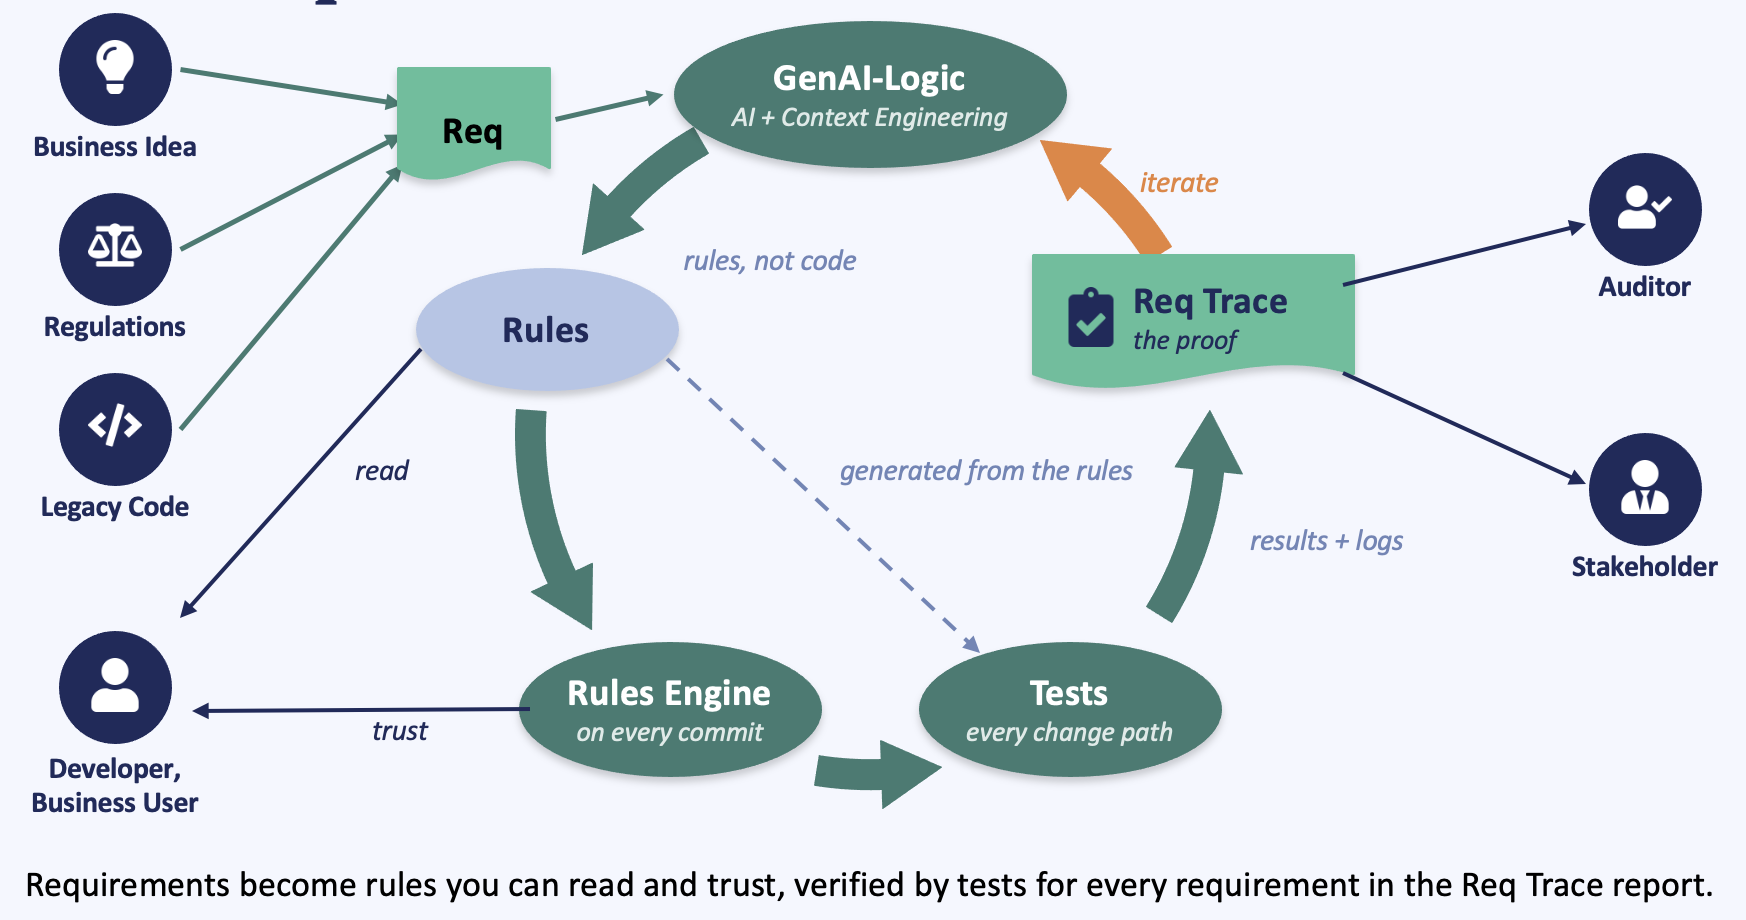 Business Idea
Regulations
Legacy Code
Req
GenAI-Logic
AI + Context Engineering
iterate
rules, not code
Rules
Req Trace
the proof
Auditor
Stakeholder
read
generated from the rules
results + logs
Rules Engine
on every commit
Tests
every change path
trust
Developer,
Business User
Requirements become rules you can read and trust, verified by tests for every requirement in the Req Trace report.